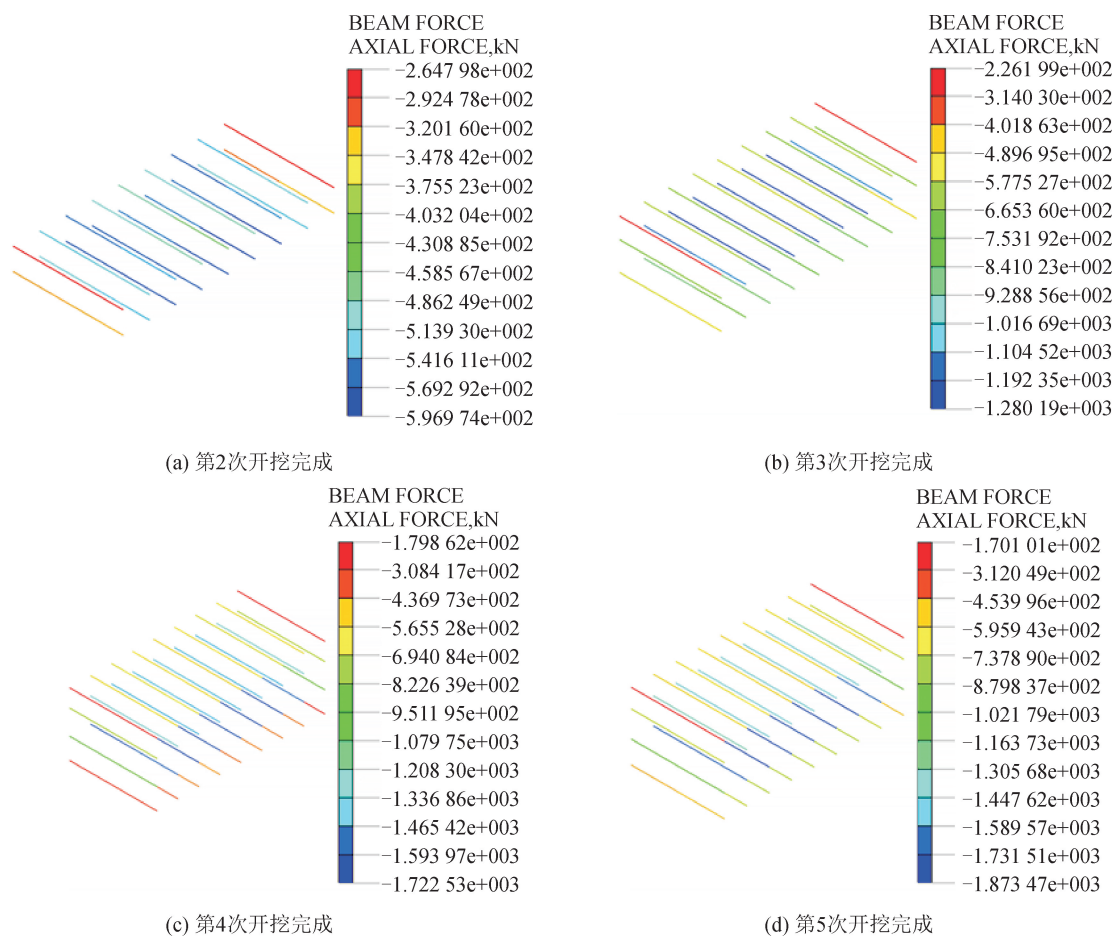 BEAM FORCE
AXIAL FORCE,kN
−2.647 98e+002
−2.924 78e+002
−3.201 60e+002
−3.478 42e+002
−3.755 23e+002
−4.032 04e+002
−4.308 85e+002
−4.585 67e+002
−4.862 49e+002
−5.139 30e+002
−5.416 11e+002
−5.692 92e+002
−5.969 74e+002
(a) 第2次开挖完成
BEAM FORCE
AXIAL FORCE,kN
−2.261 99e+002
−3.140 30e+002
−4.018 63e+002
−4.896 95e+002
−5.775 27e+002
−6.653 60e+002
−7.531 92e+002
−8.410 23e+002
−9.288 56e+002
−1.016 69e+003
−1.104 52e+003
−1.192 35e+003
−1.280 19e+003
(b) 第3次开挖完成
BEAM FORCE
AXIAL FORCE,kN
−1.798 62e+002
−3.084 17e+002
−4.369 73e+002
−5.655 28e+002
−6.940 84e+002
−8.226 39e+002
−9.511 95e+002
−1.079 75e+003
−1.208 30e+003
−1.336 86e+003
−1.465 42e+003
−1.593 97e+003
−1.722 53e+003
(c) 第4次开挖完成
BEAM FORCE
AXIAL FORCE,kN
−1.701 01e+002
−3.120 49e+002
−4.539 96e+002
−5.959 43e+002
−7.378 90e+002
−8.798 37e+002
−1.021 79e+003
−1.163 73e+003
−1.305 68e+003
−1.447 62e+003
−1.589 57e+003
−1.731 51e+003
−1.873 47e+003
(d) 第5次开挖完成